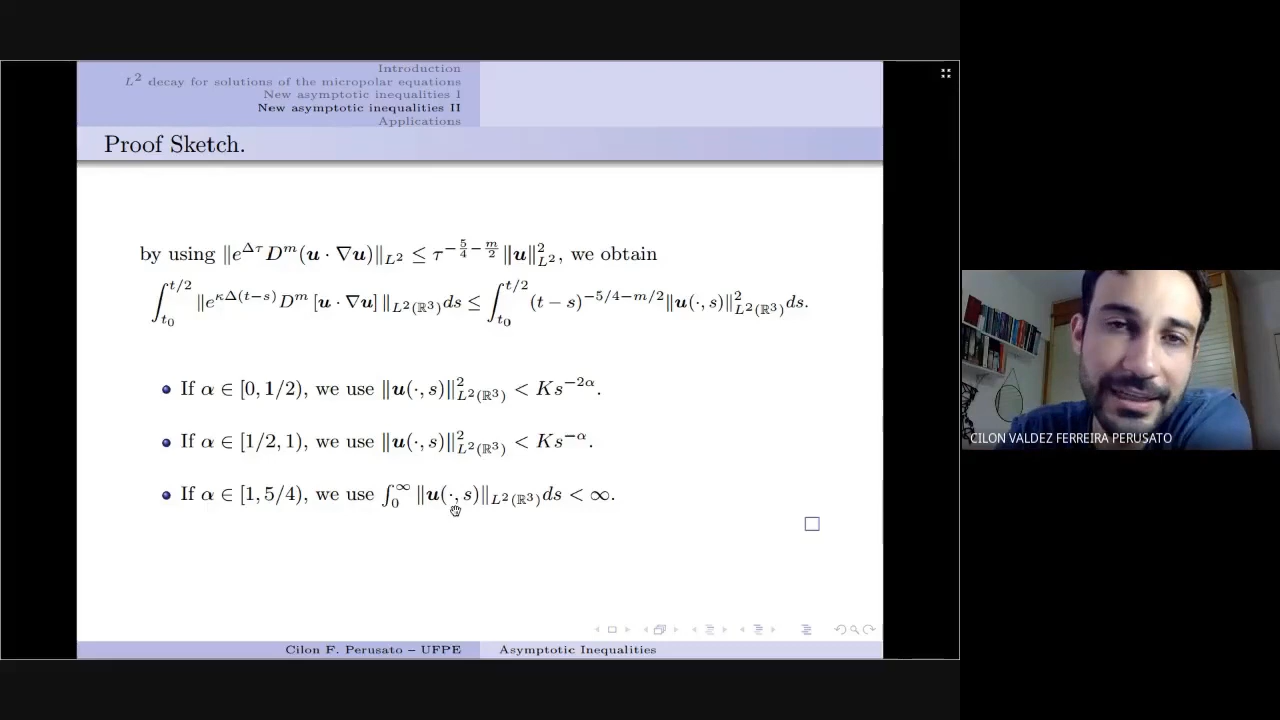 Introduction
L² decay for solutions of the micropolar equations
New asymptotic inequalities I
New asymptotic inequalities II
Applications
Proof Sketch.
by using ‖e^{Δτ} D^m(u · ∇u)‖_{L²} ≤ τ^{−5/4−m/2} ‖u‖²_{L²}, we obtain
∫_{t₀}^{t/2} ‖e^{κΔ(t−s)} D^m [u · ∇u] ‖_{L²(ℝ³)} ds ≤ ∫_{t₀}^{t/2} (t − s)^{−5/4−m/2} ‖u(·, s)‖²_{L²(ℝ³)} ds.
If α ∈ [0, 1/2), we use ‖u(·, s)‖²_{L²(ℝ³)} < Ks^{−2α}.
If α ∈ [1/2, 1), we use ‖u(·, s)‖²_{L²(ℝ³)} < Ks^{−α}.
If α ∈ [1, 5/4), we use ∫₀^∞ ‖u(·, s)‖_{L²(ℝ³)} ds < ∞.
CILON VALDEZ FERREIRA PERUSATO
Cilon F. Perusato – UFPE
Asymptotic Inequalities